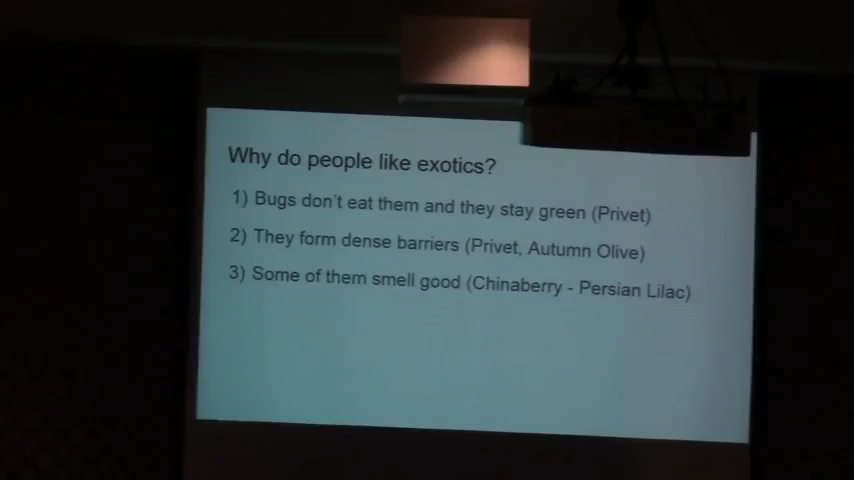 Why do people like exotics?
1) Bugs don't eat them and they stay green (Privet)
2) They form dense barriers (Privet, Autumn Olive)
3) Some of them smell good (Chinaberry - Persian Lilac)